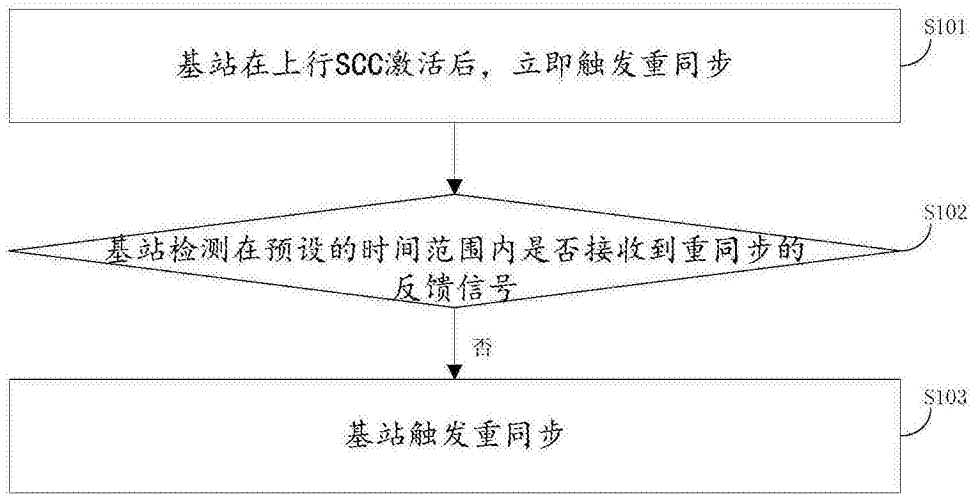 S101
基站在上行SCC激活后，立即触发重同步
S102
基站检测在预设的时间范围内是否接收到重同步的
反馈信号
否
S103
基站触发重同步